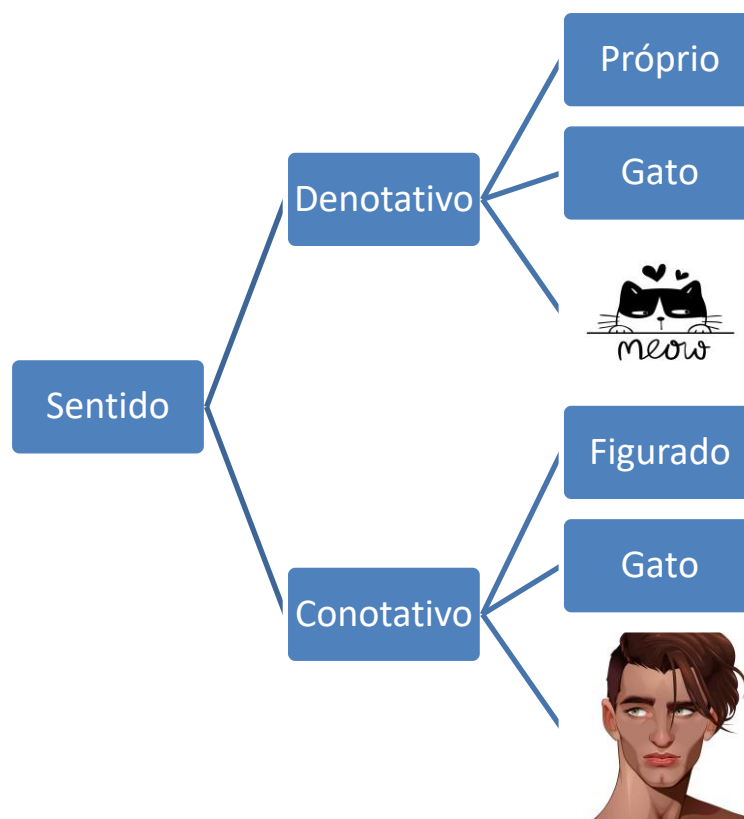 Próprio
Denotativo
Gato
meow
Sentido
Figurado
Gato
Conotativo